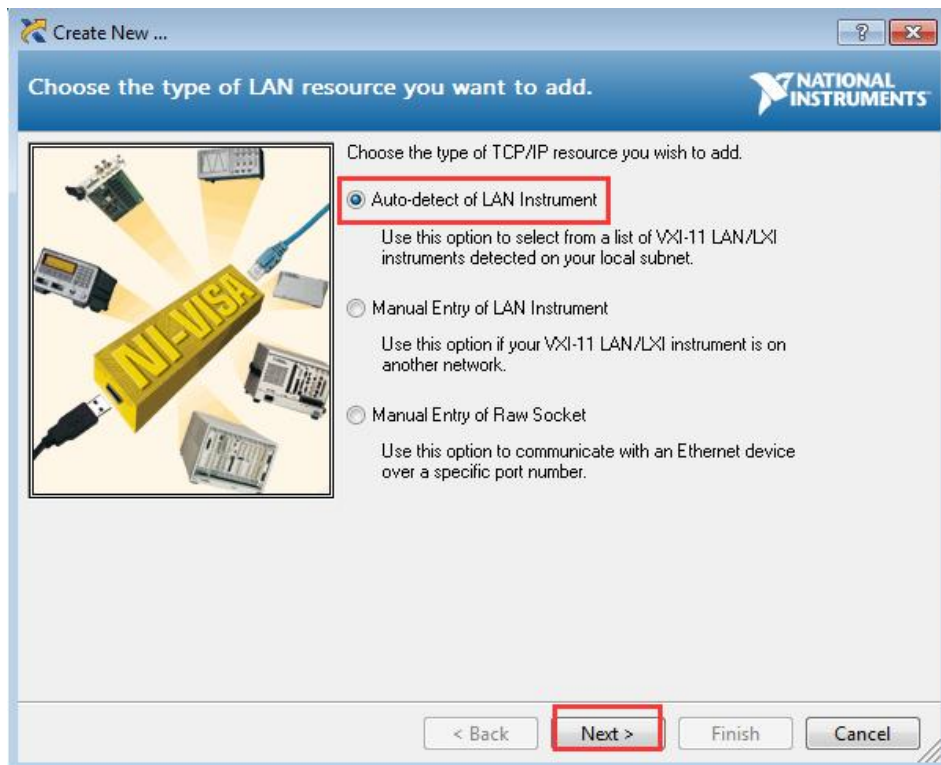 Create New ...
?
Choose the type of LAN resource you want to add.
NATIONAL
INSTRUMENTS
NI-VISA
Choose the type of TCP/IP resource you wish to add.
Auto-detect of LAN Instrument
Use this option to select from a list of VXI-11 LAN/LXI
instruments detected on your local subnet.
Manual Entry of LAN Instrument
Use this option if your VXI-11 LAN/LXI instrument is on
another network.
Manual Entry of Raw Socket
Use this option to communicate with an Ethernet device
over a specific port number.
< Back Next > Finish Cancel